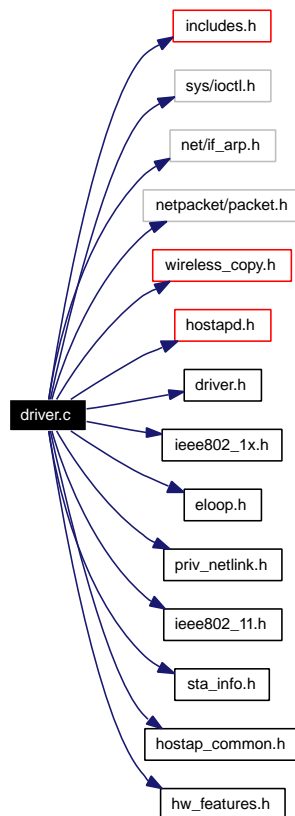 includes.h
sys/ioctl.h
net/if_arp.h
netpacket/packet.h
wireless_copy.h
hostapd.h
driver.h
driver.c
ieee802_1x.h
eloop.h
priv_netlink.h
ieee802_11.h
sta_info.h
hostap_common.h
hw_features.h